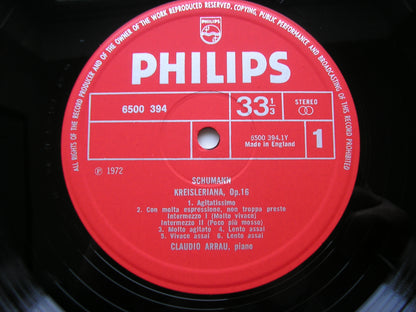 ALL RIGHTS OF THE RECORD PRODUCER AND OF THE OWNER OF THE WORK REPRODUCED RESERVED. UNAUTHORIZED COPYING, PUBLIC PERFORMANCE AND BROADCASTING OF THIS RECORD PROHIBITED
PHILIPS
PHILIPS
6500 394
33 1/3
STEREO
6500 394.1Y
Made in England
1
℗ 1972
SCHUMANN
KREISLERIANA, Op.16
1. Agitatissimo
2. Con molta espressione, non troppo presto
Intermezzo I (Molto vivace)
Intermezzo II (Poco più mosso)
3. Molto agitato 4. Lento assai
5. Vivace assai 6. Lento assai
CLAUDIO ARRAU, piano